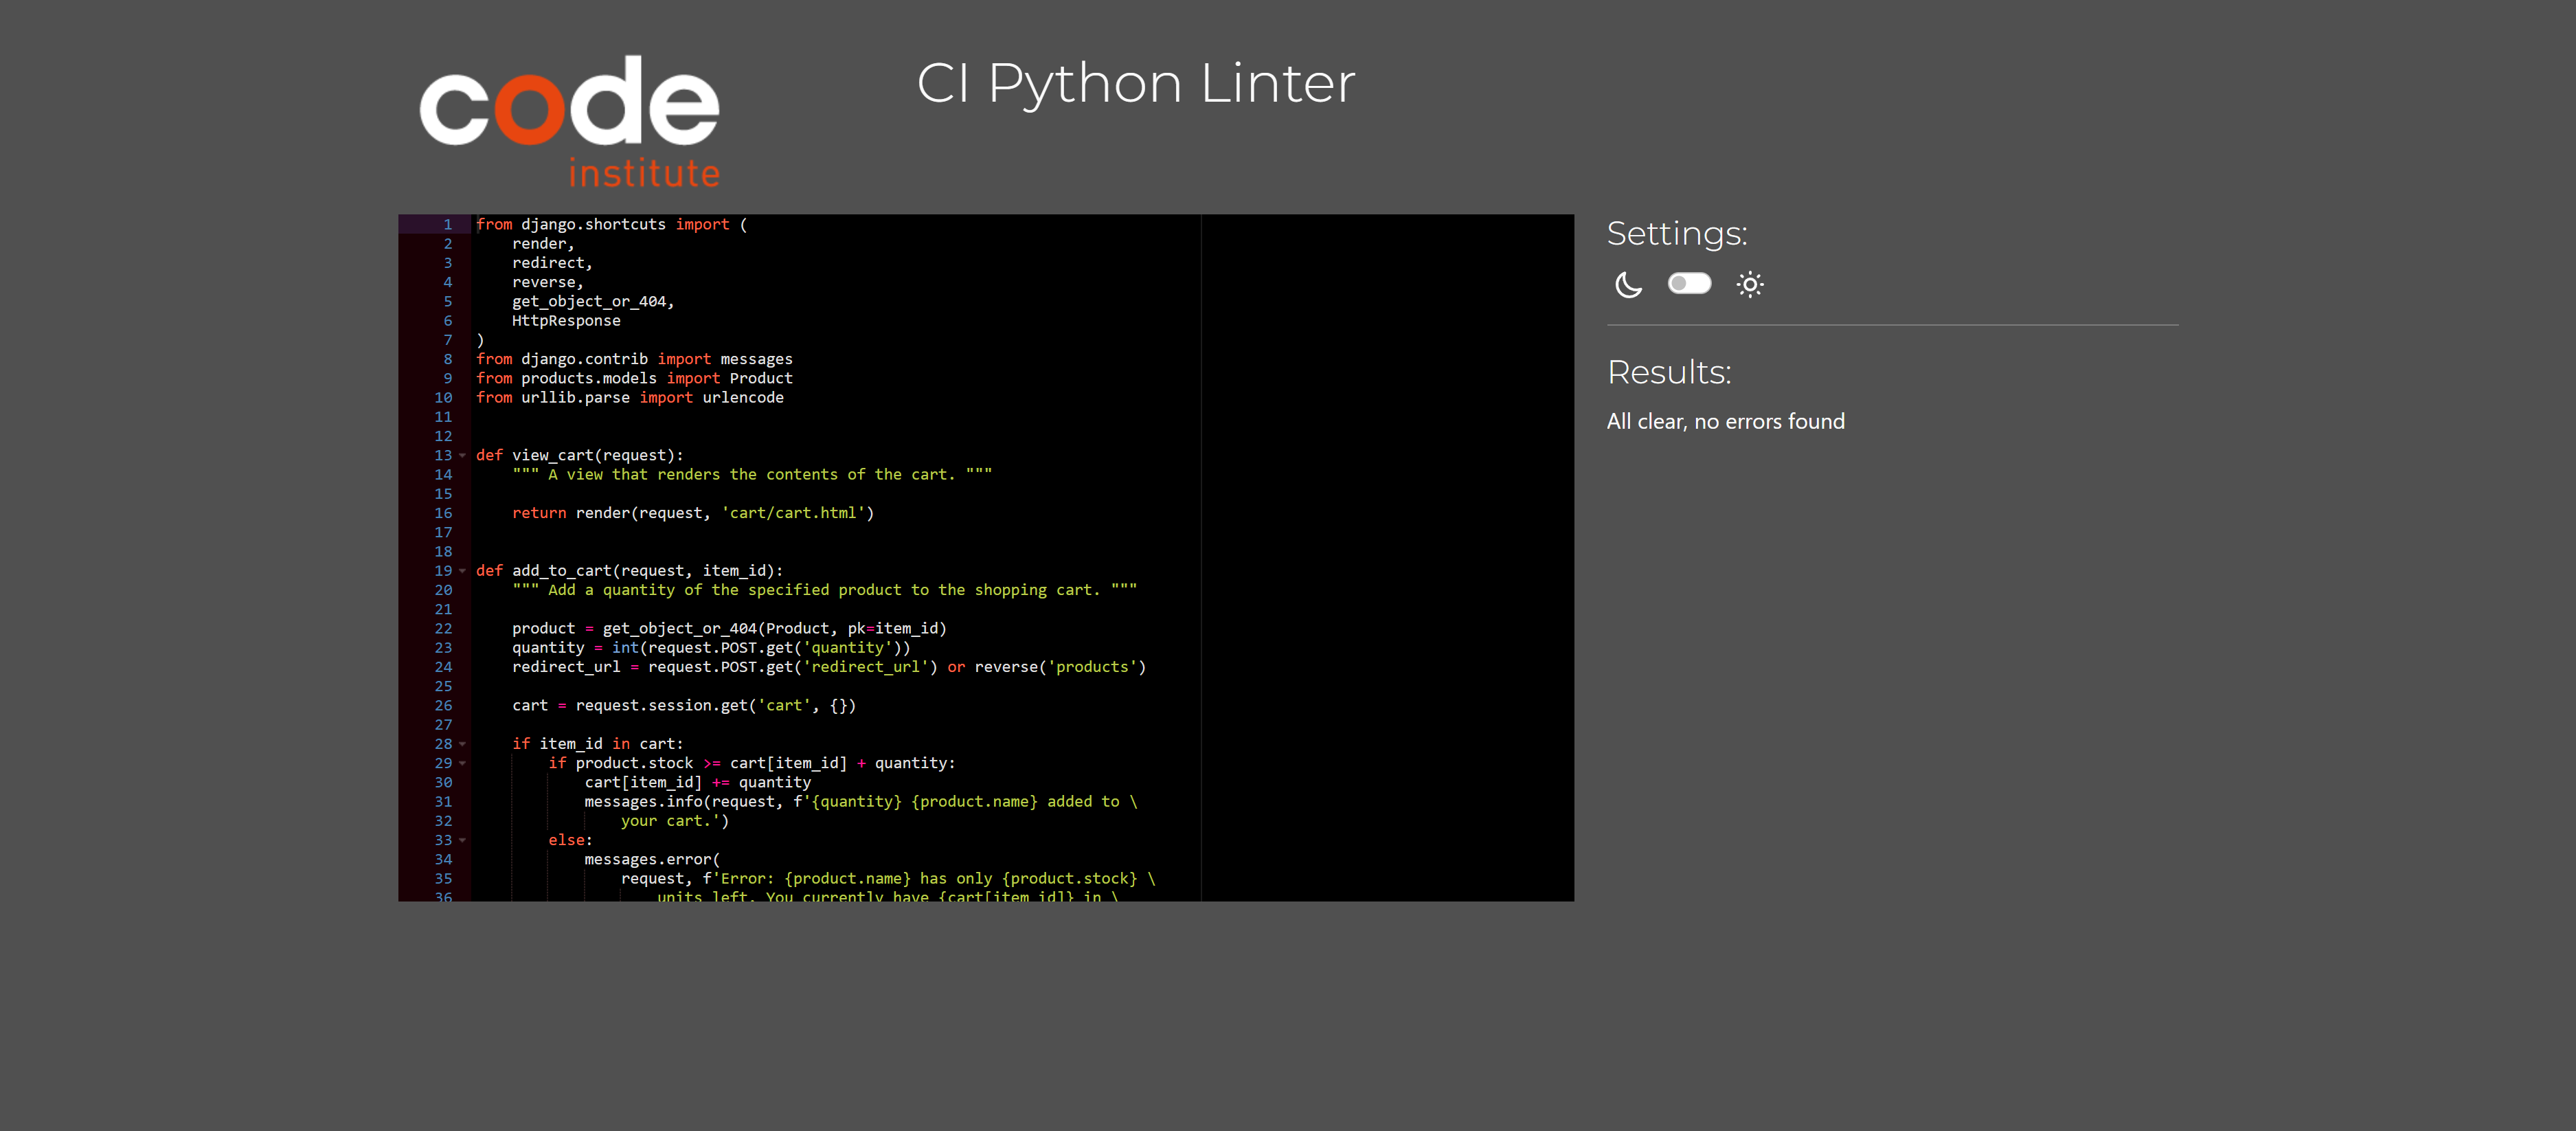 code
institute
CI Python Linter
1 from django.shortcuts import (
2     render,
3     redirect,
4     reverse,
5     get_object_or_404,
6     HttpResponse
7 )
8 from django.contrib import messages
9 from products.models import Product
10 from urllib.parse import urlencode
11
12
13 def view_cart(request):
14     """ A view that renders the contents of the cart. """
15
16     return render(request, 'cart/cart.html')
17
18
19 def add_to_cart(request, item_id):
20     """ Add a quantity of the specified product to the shopping cart. """
21
22     product = get_object_or_404(Product, pk=item_id)
23     quantity = int(request.POST.get('quantity'))
24     redirect_url = request.POST.get('redirect_url') or reverse('products')
25
26     cart = request.session.get('cart', {})
27
28     if item_id in cart:
29         if product.stock >= cart[item_id] + quantity:
30             cart[item_id] += quantity
31             messages.info(request, f'{quantity} {product.name} added to \
32                 your cart.')
33         else:
34             messages.error(
35                 request, f'Error: {product.name} has only {product.stock} \
36                     units left. You currently have {cart[item_id]} in \
Settings:
Results:
All clear, no errors found